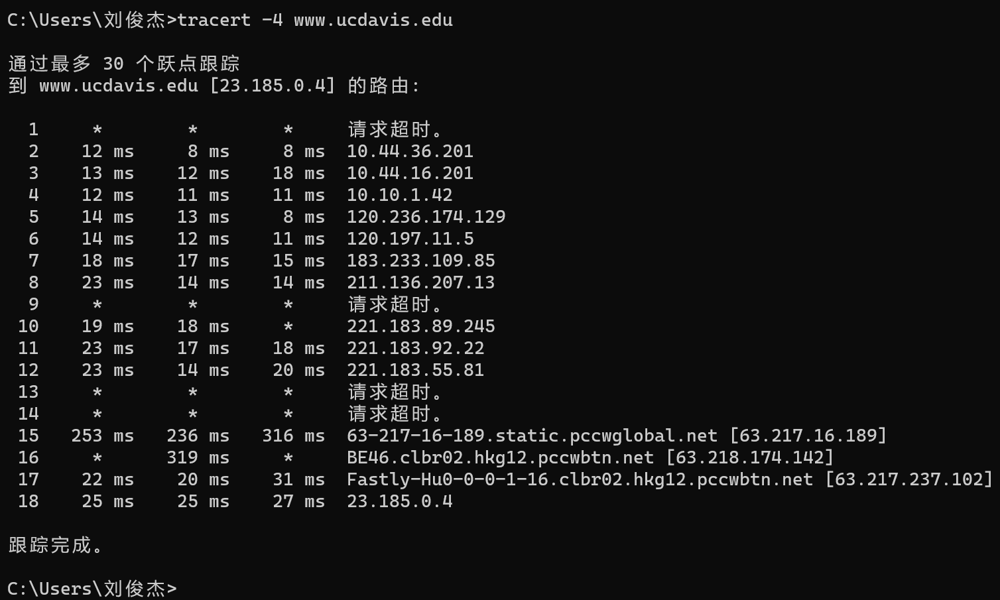 C:\Users\刘俊杰>tracert -4 www.ucdavis.edu
通过最多 30 个跃点跟踪
到 www.ucdavis.edu [23.185.0.4] 的路由:
1 * * * 请求超时。
2 12 ms 8 ms 8 ms 10.44.36.201
3 13 ms 12 ms 18 ms 10.44.16.201
4 12 ms 11 ms 11 ms 10.10.1.42
5 14 ms 13 ms 8 ms 120.236.174.129
6 14 ms 12 ms 11 ms 120.197.11.5
7 18 ms 17 ms 15 ms 183.233.109.85
8 23 ms 14 ms 14 ms 211.136.207.13
9 * * * 请求超时。
10 19 ms 18 ms * 221.183.89.245
11 23 ms 17 ms 18 ms 221.183.92.22
12 23 ms 14 ms 20 ms 221.183.55.81
13 * * * 请求超时。
14 * * * 请求超时。
15 253 ms 236 ms 316 ms 63-217-16-189.static.pccwglobal.net [63.217.16.189]
16 * 319 ms * BE46.clbr02.hkg12.pccwbtn.net [63.218.174.142]
17 22 ms 20 ms 31 ms Fastly-Hu0-0-0-1-16.clbr02.hkg12.pccwbtn.net [63.217.237.102]
18 25 ms 25 ms 27 ms 23.185.0.4
跟踪完成。
C:\Users\刘俊杰>